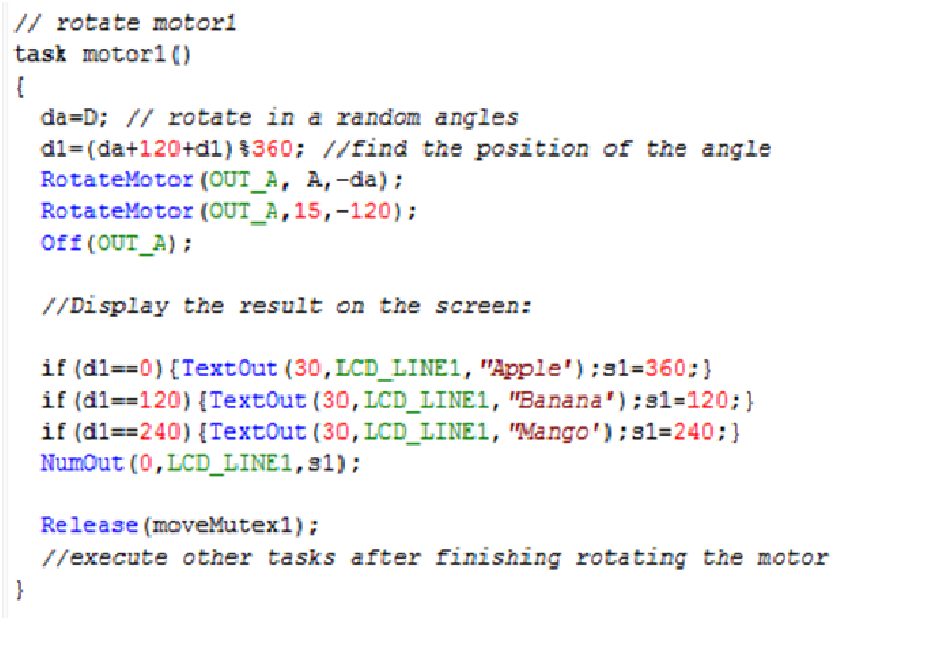 // rotate motor1
task motor1()
{
da=D; // rotate in a random angles
d1=(da+120+d1)%360; //find the position of the angle
RotateMotor(OUT_A, A,-da);
RotateMotor(OUT_A,15,-120);
Off(OUT_A);
//Display the result on the screen:
if(d1==0){TextOut(30,LCD_LINE1,"Apple');s1=360;}
if(d1==120){TextOut(30,LCD_LINE1,"Banana');s1=120;}
if(d1==240){TextOut(30,LCD_LINE1,"Mango');s1=240;}
NumOut(0,LCD_LINE1,s1);
Release(moveMutex1);
//execute other tasks after finishing rotating the motor
}